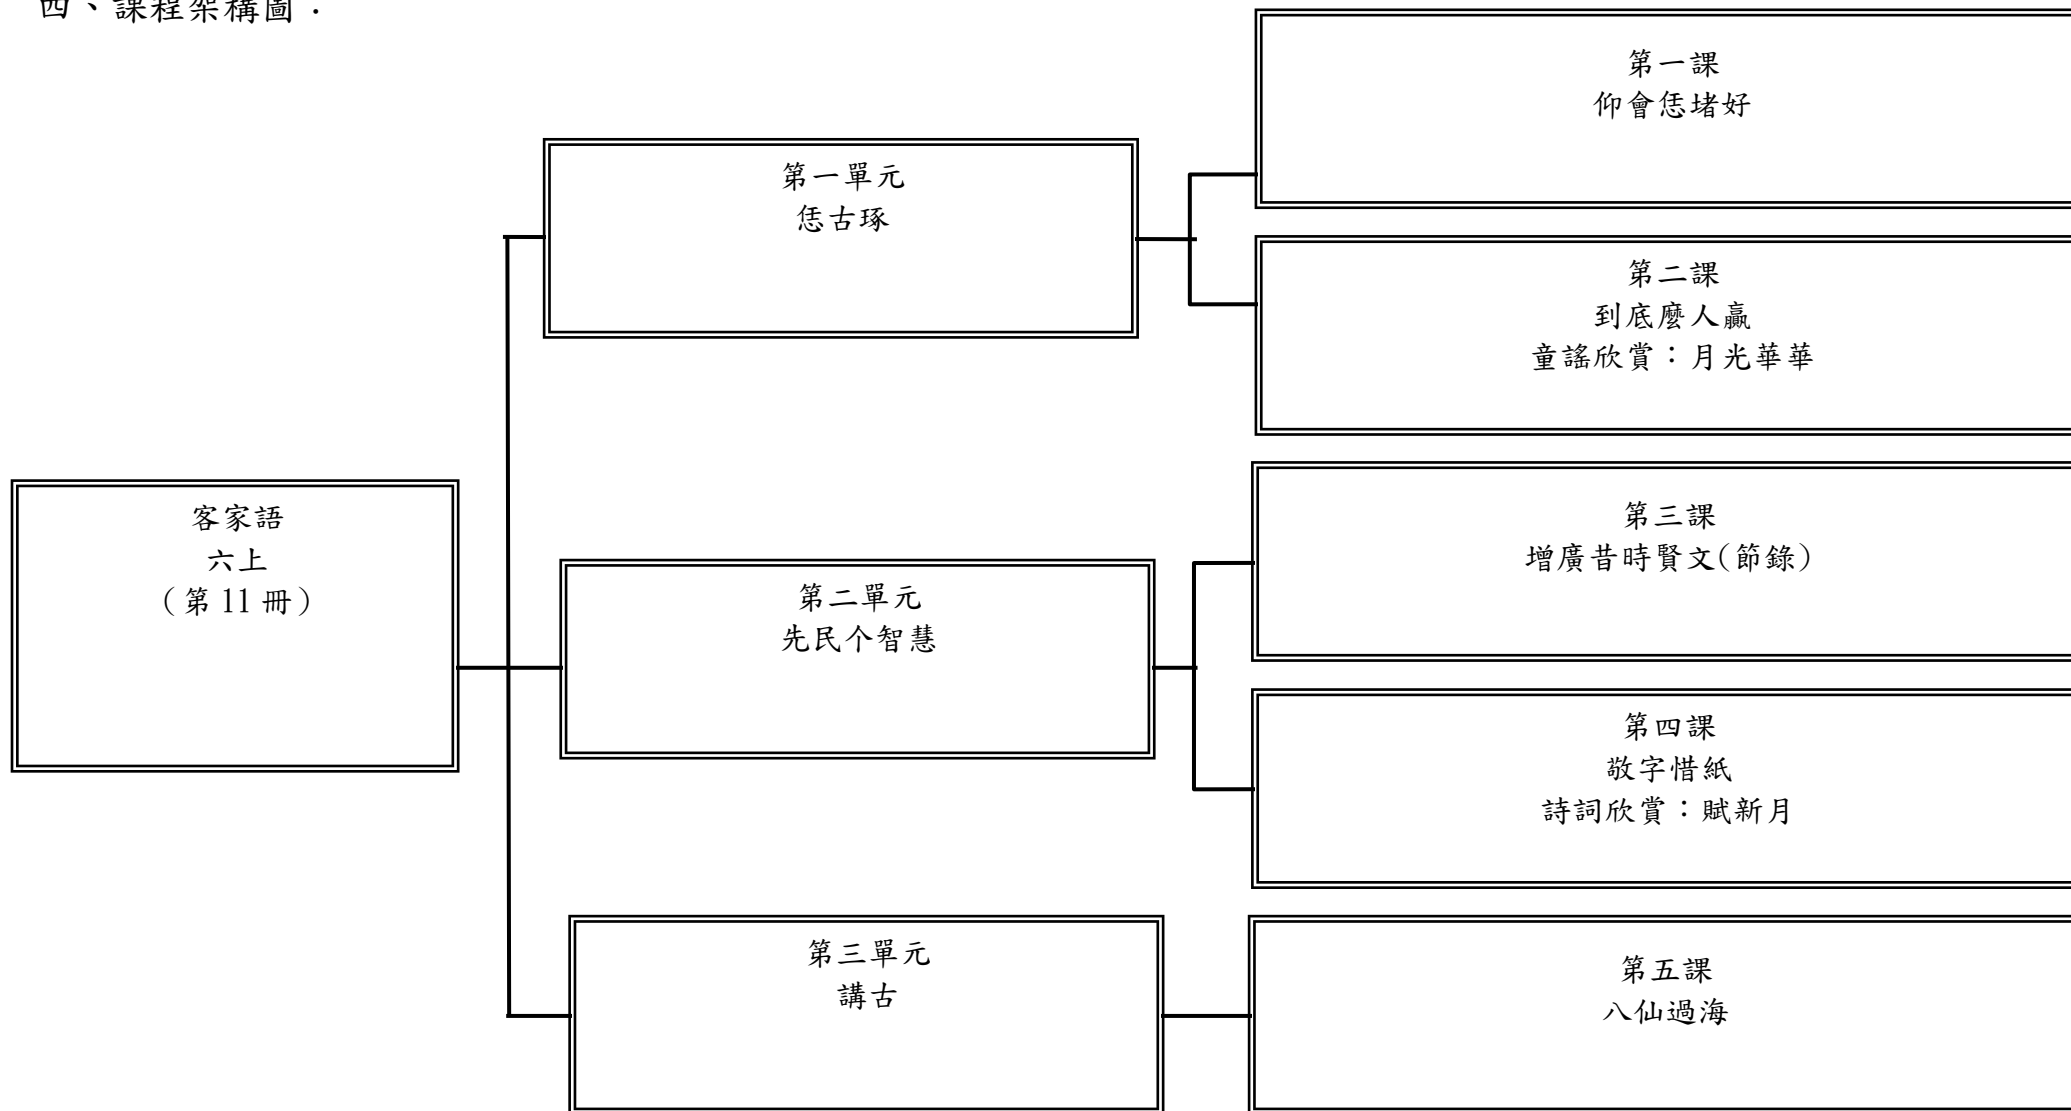 四、課程架構圖：
客家語
六上
（第 11 冊）
第一單元
恁古琢
第一課
仰會恁堵好
第二課
到底麼人贏
童謠欣賞：月光華華
第二單元
先民个智慧
第三課
增廣昔時賢文(節錄)
第四課
敬字惜紙
詩詞欣賞：賦新月
第三單元
講古
第五課
八仙過海